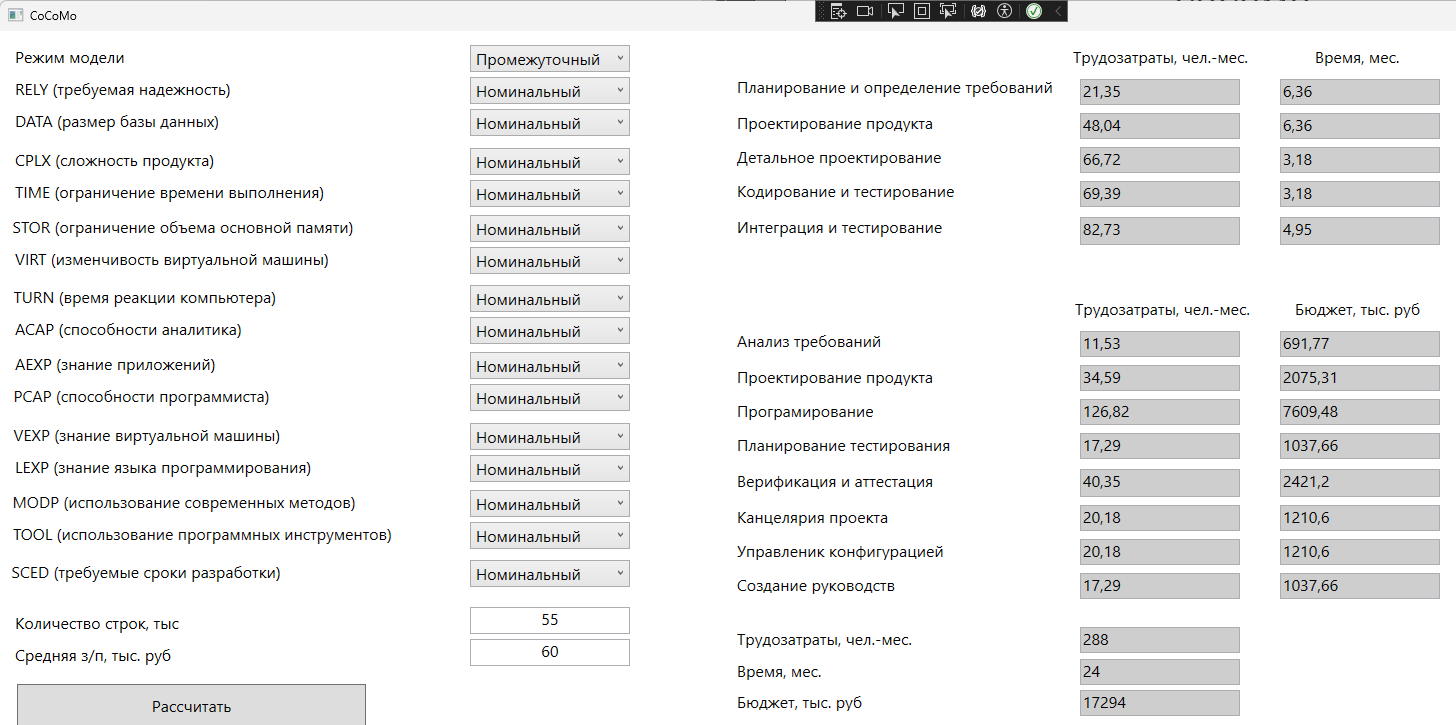 CoCoMo
Режим модели Промежуточный
RELY (требуемая надежность) Номинальный
DATA (размер базы данных) Номинальный
CPLX (сложность продукта) Номинальный
TIME (ограничение времени выполнения) Номинальный
STOR (ограничение объема основной памяти) Номинальный
VIRT (изменчивость виртуальной машины) Номинальный
TURN (время реакции компьютера) Номинальный
ACAP (способности аналитика) Номинальный
AEXP (знание приложений) Номинальный
PCAP (способности программиста) Номинальный
VEXP (знание виртуальной машины) Номинальный
LEXP (знание языка программирования) Номинальный
MODP (использование современных методов) Номинальный
TOOL (использование программных инструментов) Номинальный
SCED (требуемые сроки разработки) Номинальный
Количество строк, тыс 55
Средняя з/п, тыс. руб 60
Рассчитать
Трудозатраты, чел.-мес. Время, мес.
Планирование и определение требований 21,35 6,36
Проектирование продукта 48,04 6,36
Детальное проектирование 66,72 3,18
Кодирование и тестирование 69,39 3,18
Интеграция и тестирование 82,73 4,95
Трудозатраты, чел.-мес. Бюджет, тыс. руб
Анализ требований 11,53 691,77
Проектирование продукта 34,59 2075,31
Програмирование 126,82 7609,48
Планирование тестирования 17,29 1037,66
Верификация и аттестация 40,35 2421,2
Канцелярия проекта 20,18 1210,6
Управленик конфигурацией 20,18 1210,6
Создание руководств 17,29 1037,66
Трудозатраты, чел.-мес. 288
Время, мес. 24
Бюджет, тыс. руб 17294